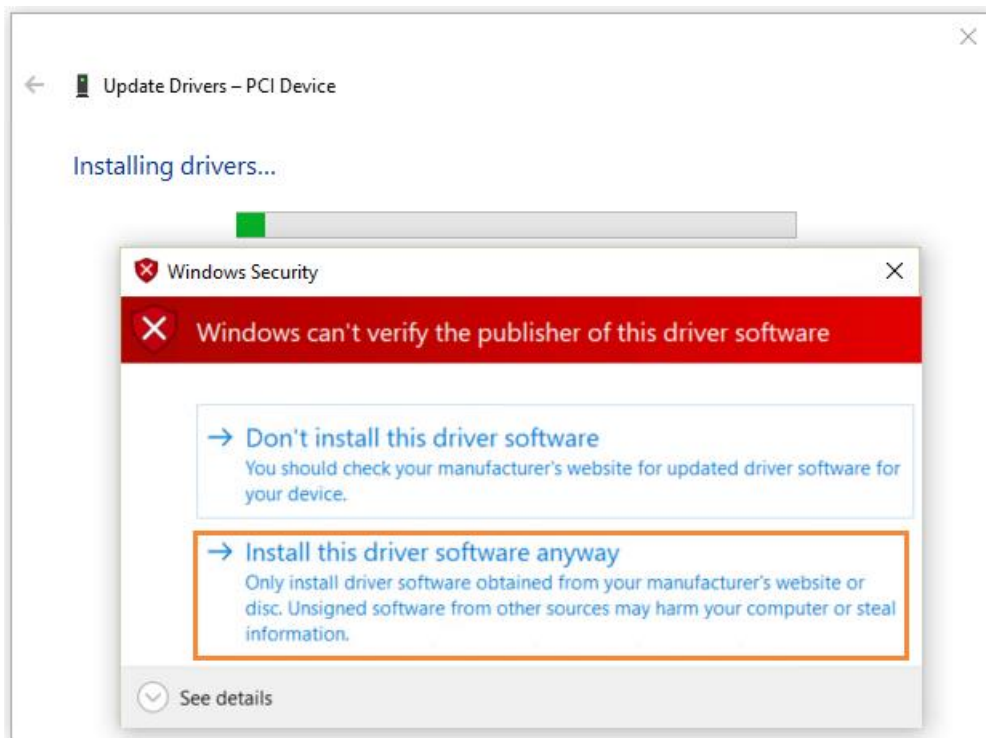 Update Drivers – PCI Device
Installing drivers...
Windows Security
Windows can't verify the publisher of this driver software
Don't install this driver software
You should check your manufacturer's website for updated driver software for
your device.
Install this driver software anyway
Only install driver software obtained from your manufacturer's website or
disc. Unsigned software from other sources may harm your computer or steal
information.
See details